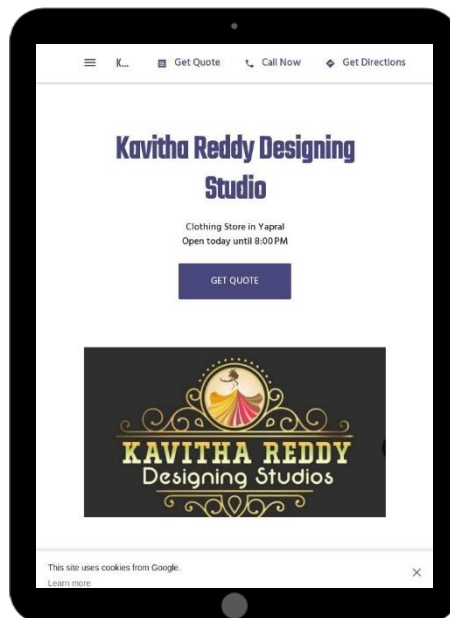 K... Get Quote Call Now Get Directions
Kavitha Reddy Designing
Studio
Clothing Store in Yapral
Open today until 8:00 PM
GET QUOTE
KAVITHA REDDY
Designing Studios
This site uses cookies from Google.
Learn more